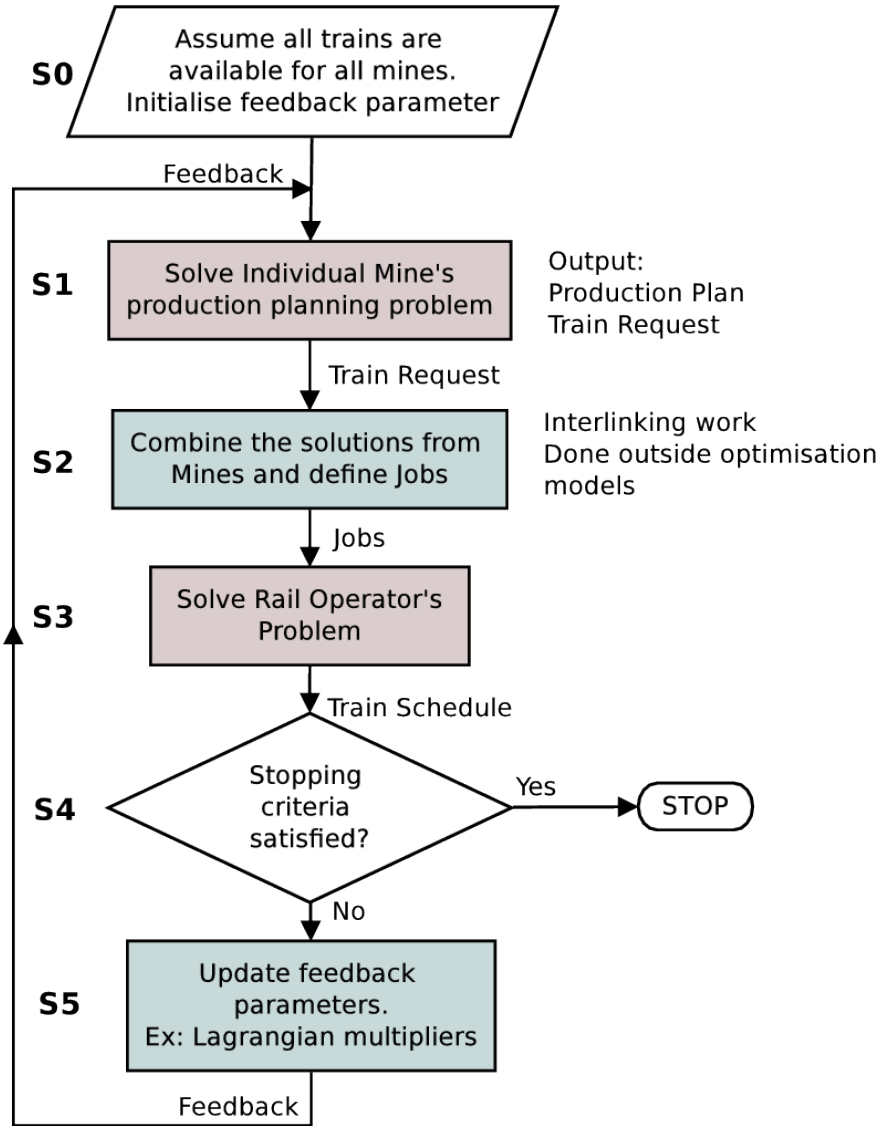 S0
Assume all trains are
available for all mines.
Initialise feedback parameter
Feedback
S1
Solve Individual Mine's
production planning problem
Output:
Production Plan
Train Request
Train Request
S2
Combine the solutions from
Mines and define Jobs
Interlinking work
Done outside optimisation
models
Jobs
S3
Solve Rail Operator's
Problem
Train Schedule
S4
Stopping
criteria
satisfied?
Yes
STOP
No
S5
Update feedback
parameters.
Ex: Lagrangian multipliers
Feedback